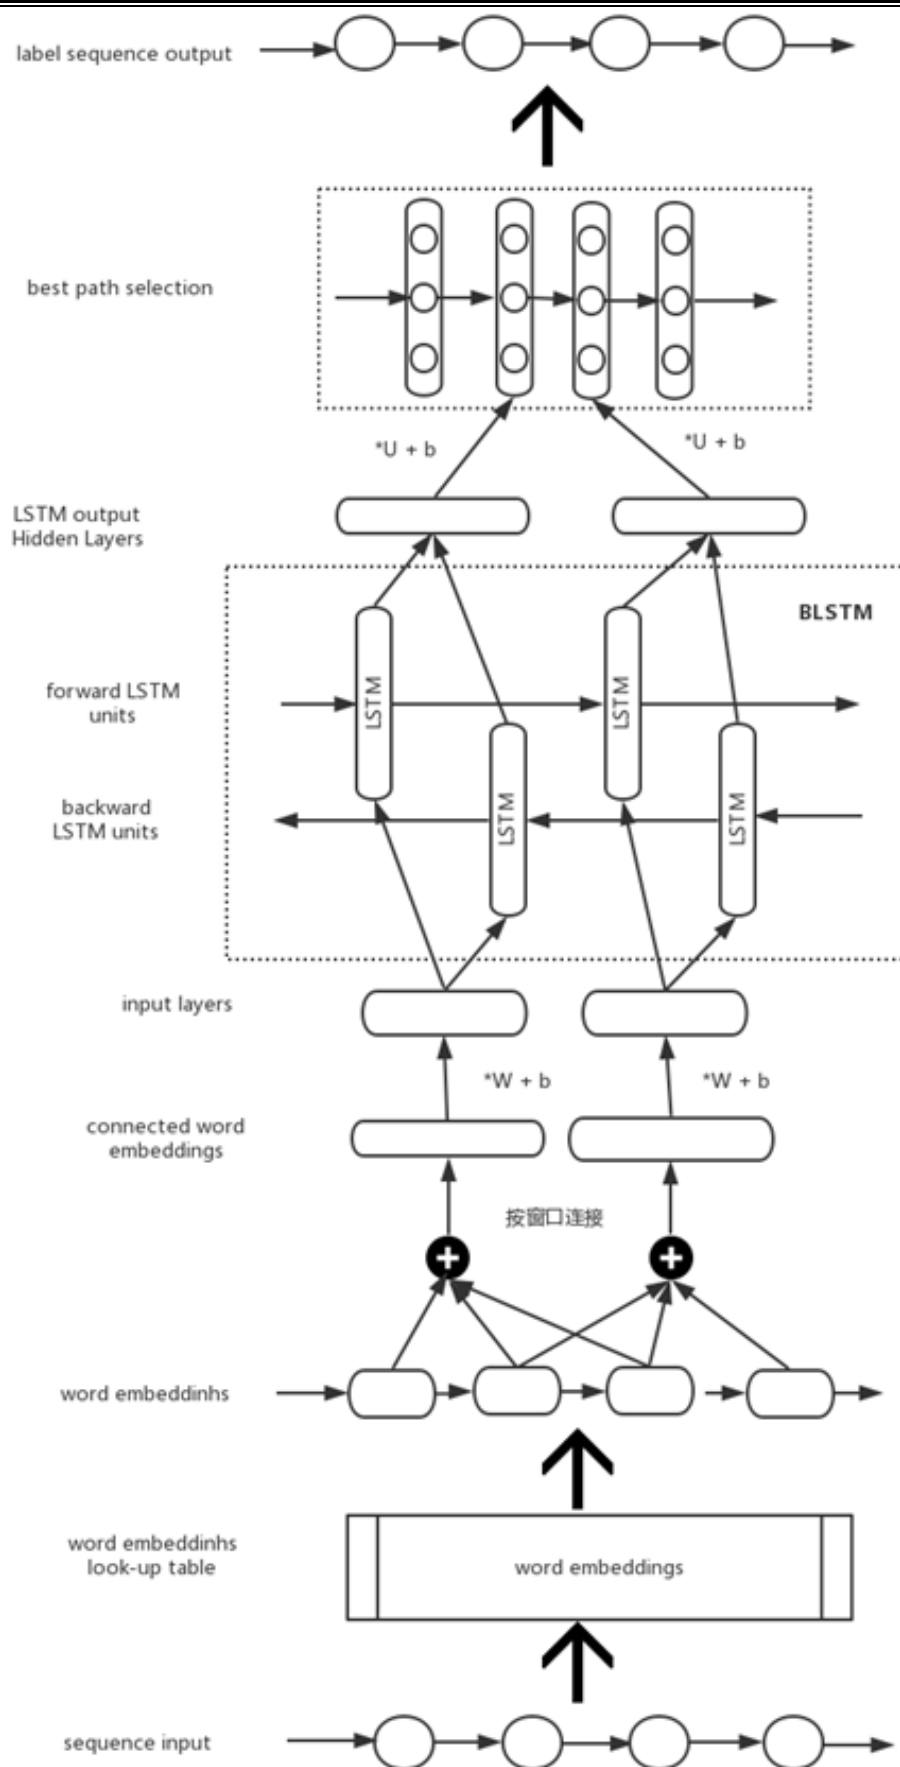 label sequence output
best path selection
*U + b
*U + b
LSTM output
Hidden Layers
BLSTM
forward LSTM
units
LSTM
LSTM
backward
LSTM units
LSTM
LSTM
input layers
*W + b
*W + b
connected word
embeddings
按窗口连接
word embeddinhs
word embeddinhs
look-up table
word embeddings
sequence input